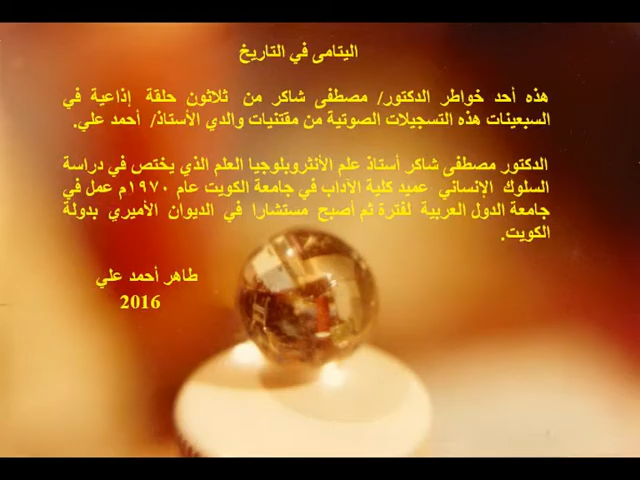 اليتامى في التاريخ
هذه أحد خواطر الدكتور/ مصطفى شاكر من ثلاثون حلقة إذاعية في
السبعينات هذه التسجيلات الصوتية من مقتنيات والدي الأستاذ/ أحمد علي.
الدكتور مصطفى شاكر أستاذ علم الأنثروبلوجيا العلم الذي يختص في دراسة
السلوك الإنساني عميد كلية الآداب في جامعة الكويت عام ١٩٧٠م عمل في
جامعة الدول العربية لفترة ثم أصبح مستشارا في الديوان الأميري بدولة
الكويت.
طاهر أحمد علي
2016